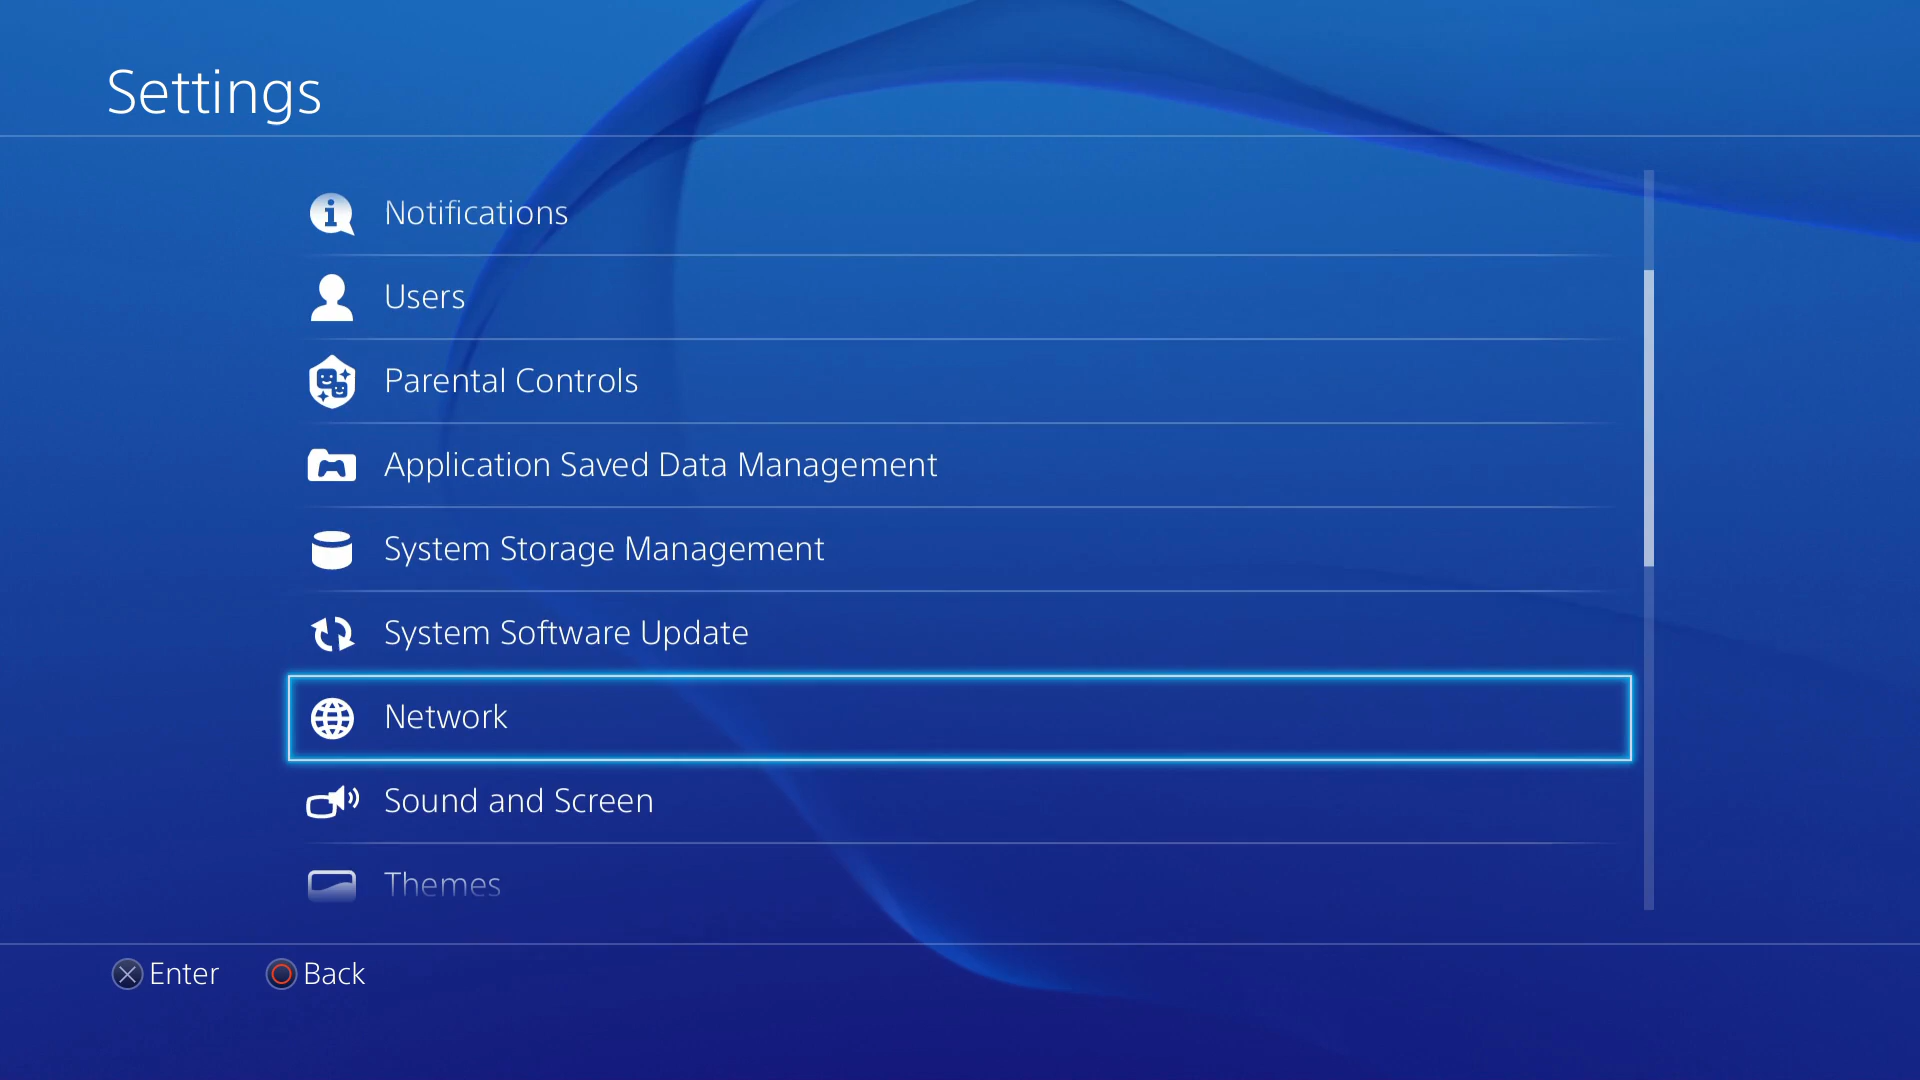 Settings
Notifications
Users
Parental Controls
Application Saved Data Management
System Storage Management
System Software Update
Network
Sound and Screen
Themes
Enter Back